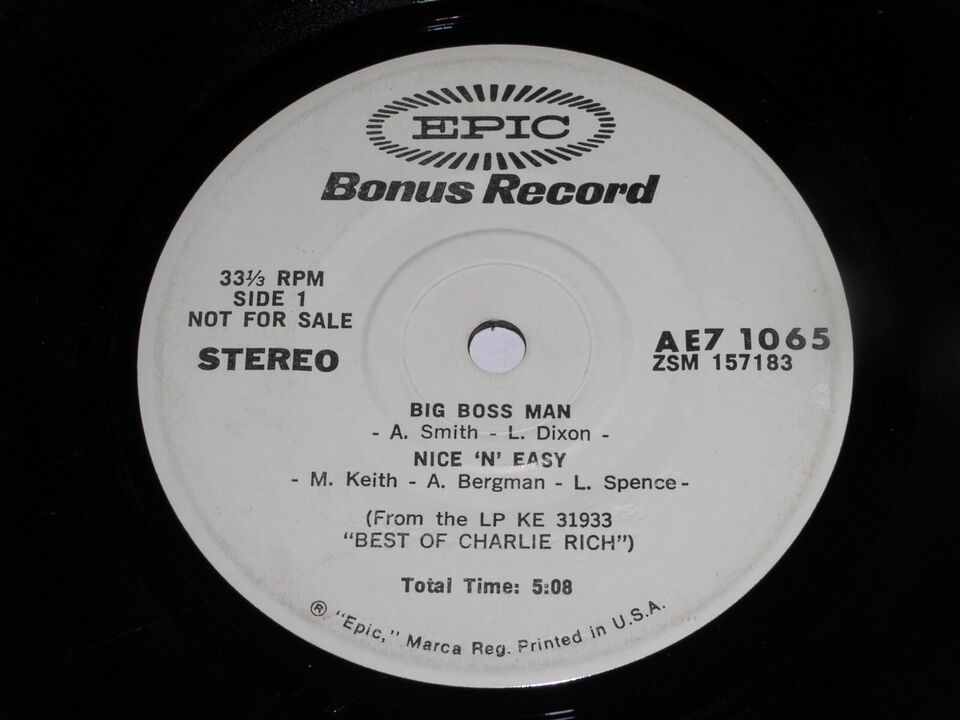 EPIC
Bonus Record
33⅓ RPM
SIDE 1
NOT FOR SALE
STEREO
AE7 1065
ZSM 157183
BIG BOSS MAN
- A. Smith - L. Dixon -
NICE 'N' EASY
- M. Keith - A. Bergman - L. Spence -
(From the LP KE 31933
"BEST OF CHARLIE RICH")
Total Time: 5:08
® "Epic," Marca Reg. Printed in U.S.A.